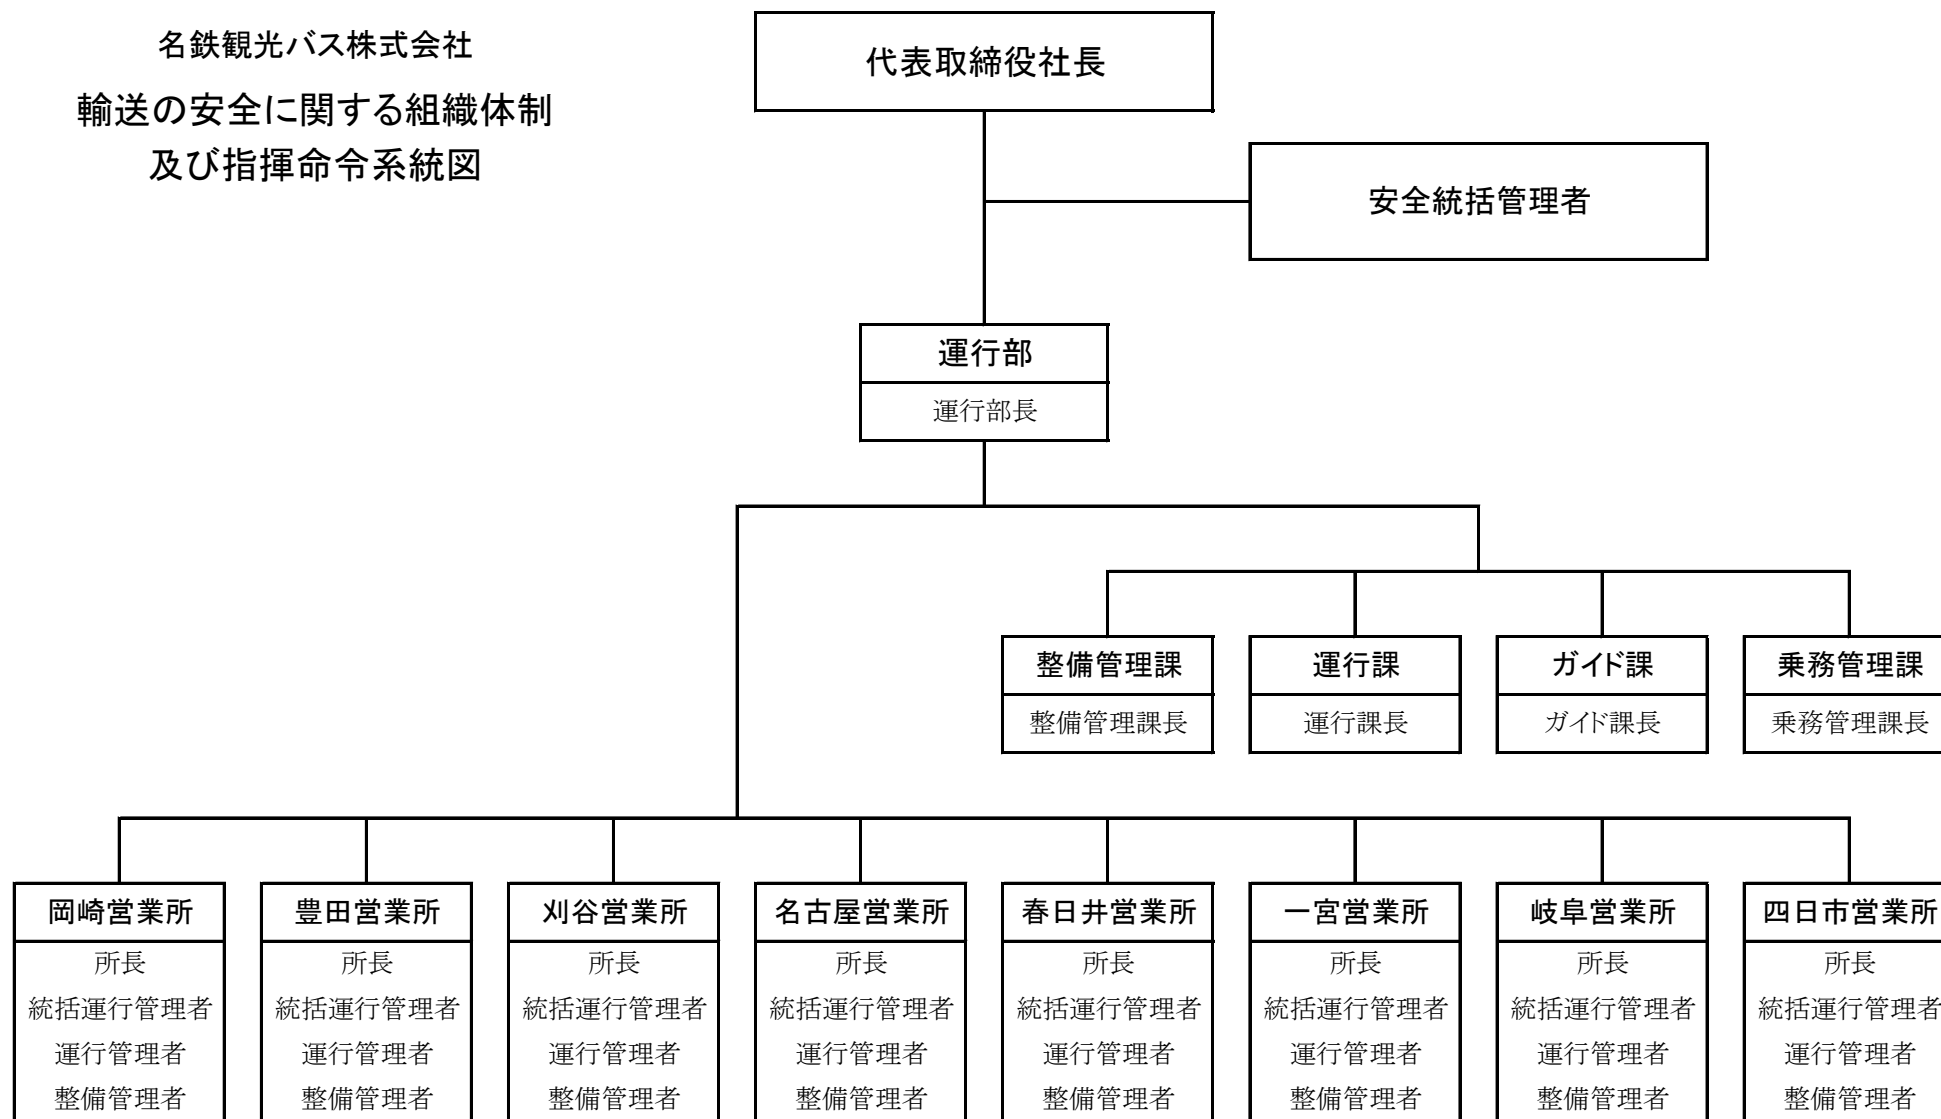 名鉄観光バス株式会社
輸送の安全に関する組織体制
及び指揮命令系統図
代表取締役社長
安全統括管理者
運行部
運行部長
整備管理課
整備管理課長
運行課
運行課長
ガイド課
ガイド課長
乗務管理課
乗務管理課長
岡崎営業所
所長
統括運行管理者
運行管理者
整備管理者
豊田営業所
所長
統括運行管理者
運行管理者
整備管理者
刈谷営業所
所長
統括運行管理者
運行管理者
整備管理者
名古屋営業所
所長
統括運行管理者
運行管理者
整備管理者
春日井営業所
所長
統括運行管理者
運行管理者
整備管理者
一宮営業所
所長
統括運行管理者
運行管理者
整備管理者
岐阜営業所
所長
統括運行管理者
運行管理者
整備管理者
四日市営業所
所長
統括運行管理者
運行管理者
整備管理者